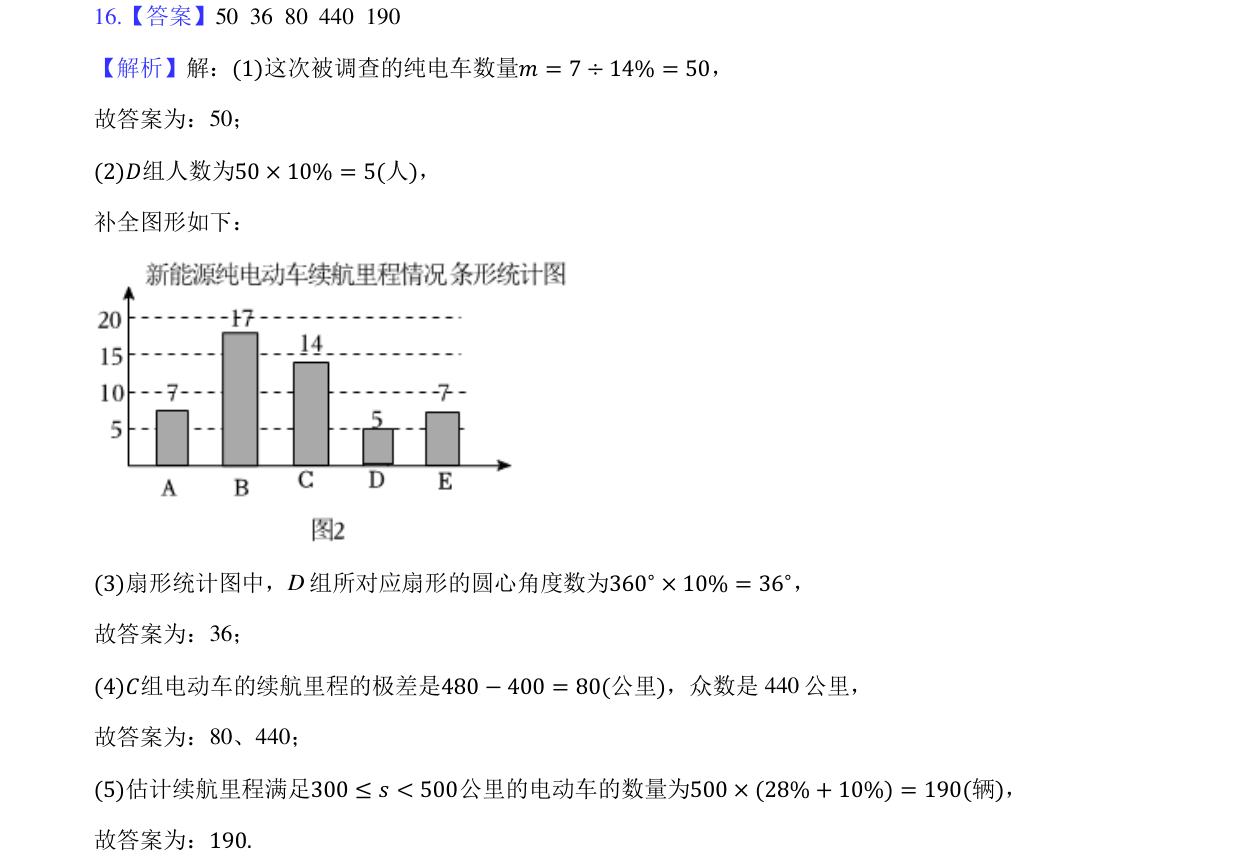 16.【答案】50 36 80 440 190
【解析】解：(1)这次被调查的纯电车数量m = 7 ÷ 14% = 50，
故答案为：50；
(2)D组人数为50 × 10% = 5(人)，
补全图形如下：
新能源纯电动车续航里程情况条形统计图
20
17
15
14
10
7
7
5
5
A
B
C
D
E
图2
(3)扇形统计图中，D 组所对应扇形的圆心角度数为360° × 10% = 36°，
故答案为：36；
(4)C组电动车的续航里程的极差是480 − 400 = 80(公里)，众数是 440 公里，
故答案为：80、440；
(5)估计续航里程满足300 ≤ s < 500公里的电动车的数量为500 × (28% + 10%) = 190(辆)，
故答案为：190.